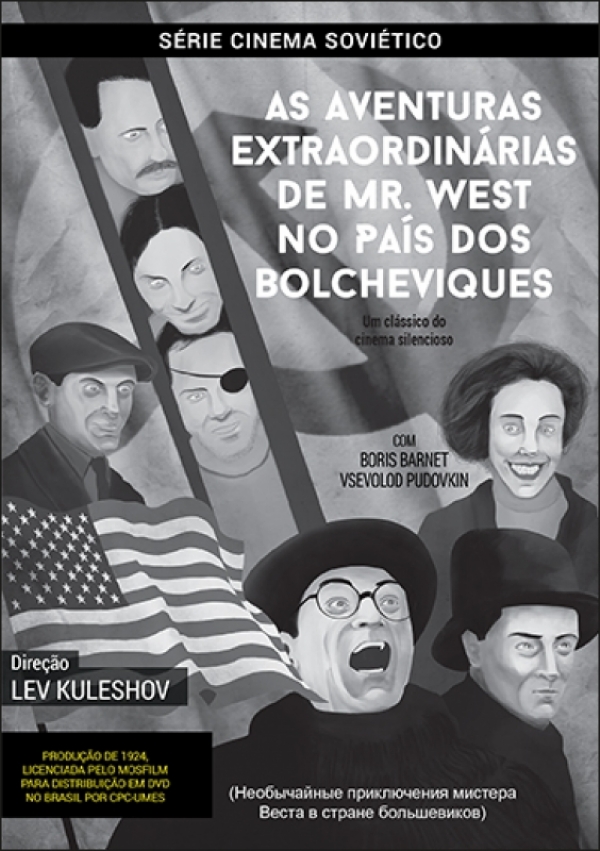 SÉRIE CINEMA SOVIÉTICO
AS AVENTURAS
EXTRAORDINÁRIAS
DE MR. WEST
NO PAÍS DOS
BOLCHEVIQUES
Um clássico do
cinema silencioso
COM
BORIS BARNET
VSEVOLOD PUDOVKIN
Direção
LEV KULESHOV
PRODUÇÃO DE 1924,
LICENCIADA PELO MOSFILM
PARA DISTRIBUIÇÃO EM DVD
NO BRASIL POR CPC-UMES
(Необычайные приключения мистера
Веста в стране большевиков)